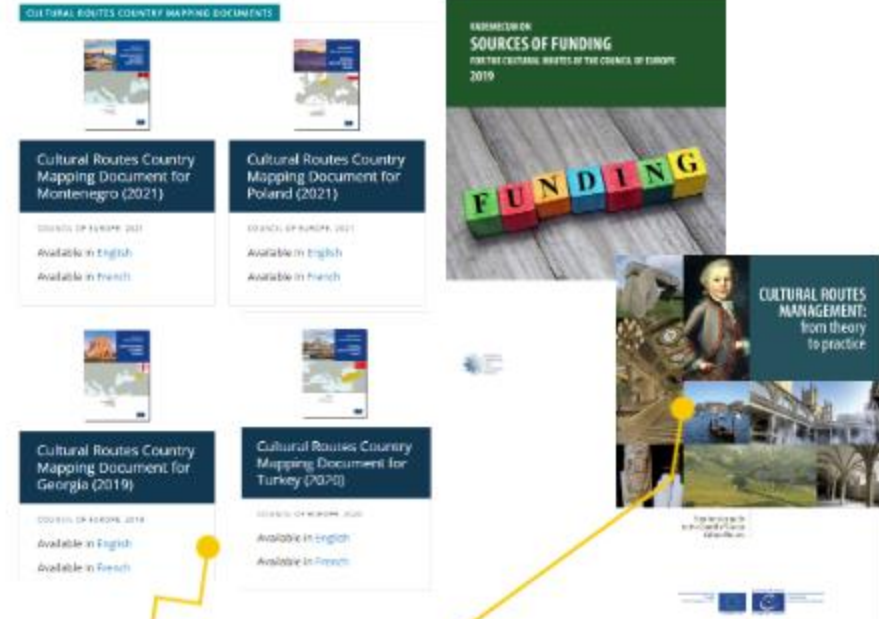 CULTURAL ROUTES COUNTRY MAPPING DOCUMENTS
Cultural Routes Country
Mapping Document for
Montenegro (2021)
COUNCIL OF EUROPE, 2021
Available in English
Available in French
Cultural Routes Country
Mapping Document for
Poland (2021)
COUNCIL OF EUROPE, 2021
Available in English
Available in French
Cultural Routes Country
Mapping Document for
Georgia (2019)
COUNCIL OF EUROPE, 2019
Available in English
Available in French
Cultural Routes Country
Mapping Document for
Turkey (2020)
COUNCIL OF EUROPE, 2020
Available in English
Available in French
VADEMECUM ON
SOURCES OF FUNDING
FOR THE CULTURAL ROUTES OF THE COUNCIL OF EUROPE
2019
FUNDING
CULTURAL ROUTES
MANAGEMENT:
from theory
to practice